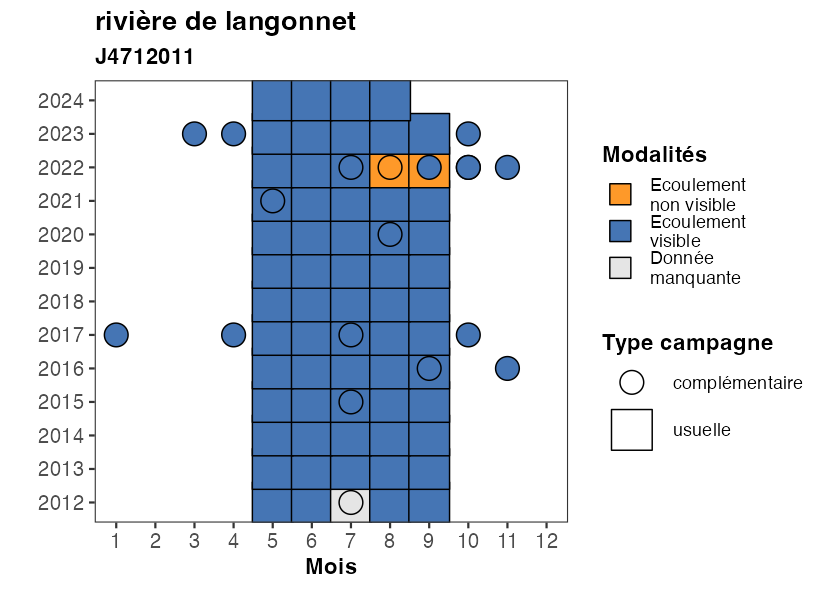 rivière de langonnet
J4712011
2024
2023
2022
2021
2020
2019
2018
2017
2016
2015
2014
2013
2012
1 2 3 4 5 6 7 8 9 10 11 12
Mois
Modalités
Ecoulement
non visible
Ecoulement
visible
Donnée
manquante
Type campagne
complémentaire
usuelle